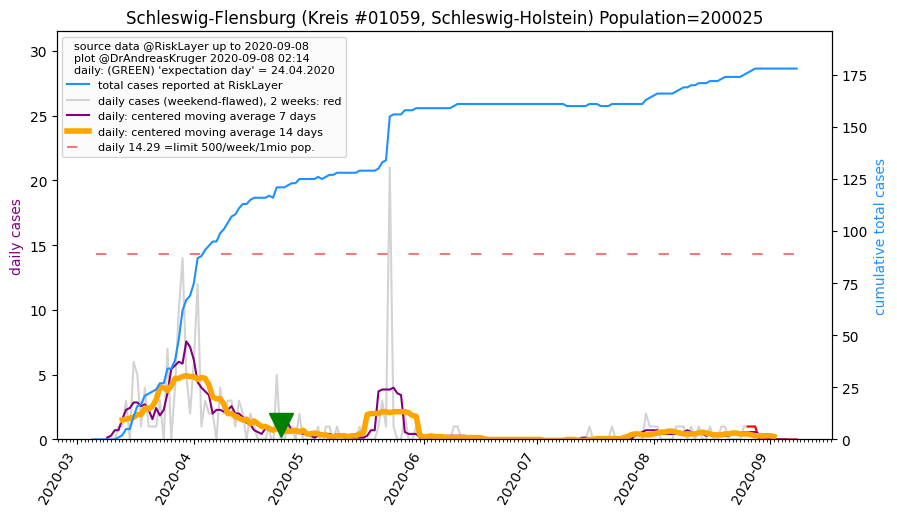 Schleswig-Flensburg (Kreis #01059, Schleswig-Holstein) Population=200025
source data @RiskLayer up to 2020-09-08
plot @DrAndreasKruger 2020-09-08 02:14
daily: (GREEN) 'expectation day' = 24.04.2020
total cases reported at RiskLayer
daily cases (weekend-flawed), 2 weeks: red
daily: centered moving average 7 days
daily: centered moving average 14 days
daily 14.29 =limit 500/week/1mio pop.
daily cases
30
25
20
15
10
5
0
cumulative total cases
175
150
125
100
75
50
25
0
2020-03
2020-04
2020-05
2020-06
2020-07
2020-08
2020-09